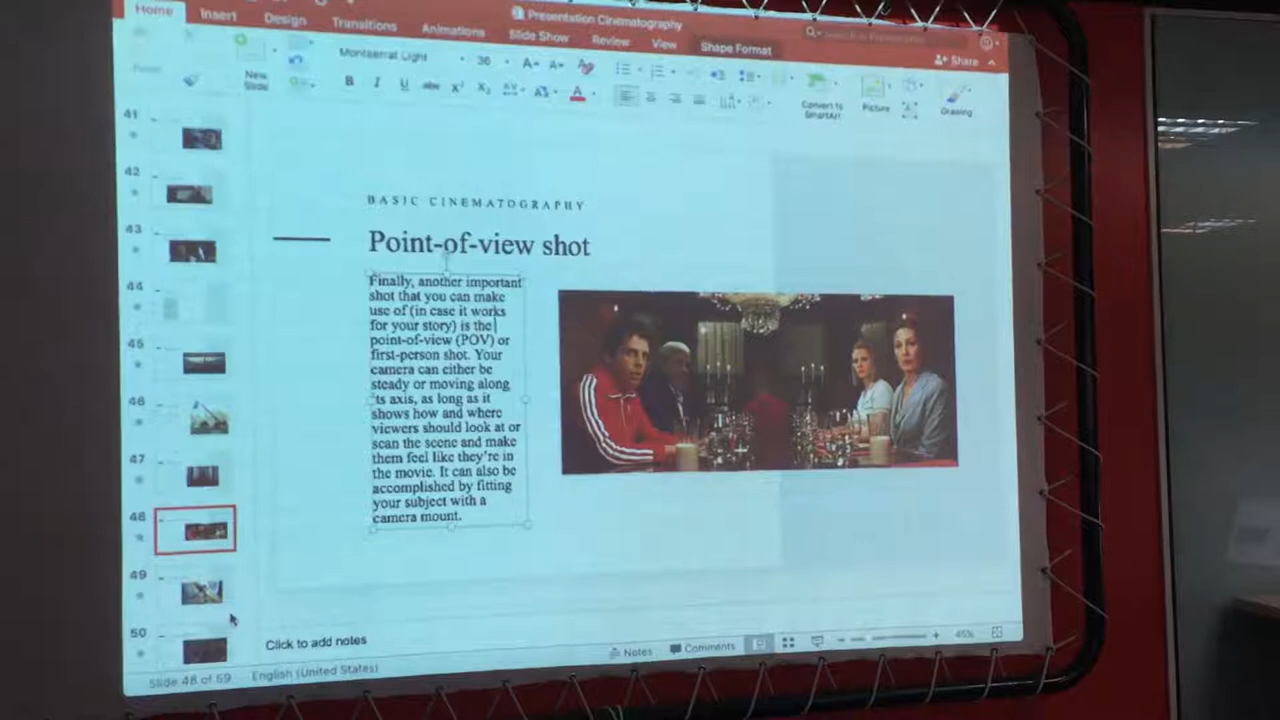 Presentation Cinematography
Home Insert Design Transitions Animations Slide Show Review View Shape Format
Share
New Slide
Montserrat Light
36
Convert to SmartArt
Picture
Drawing
41
42
43
44
45
46
47
48
49
50
BASIC CINEMATOGRAPHY
Point-of-view shot
Finally, another important
shot that you can make
use of (in case it works
for your story) is the
point-of-view (POV) or
first-person shot. Your
camera can either be
steady or moving along
its axis, as long as it
shows how and where
viewers should look at or
scan the scene and make
them feel like they're in
the movie. It can also be
accomplished by fitting
your subject with a
camera mount.
Click to add notes
Slide 48 of 59 English (United States)
Notes Comments
45%